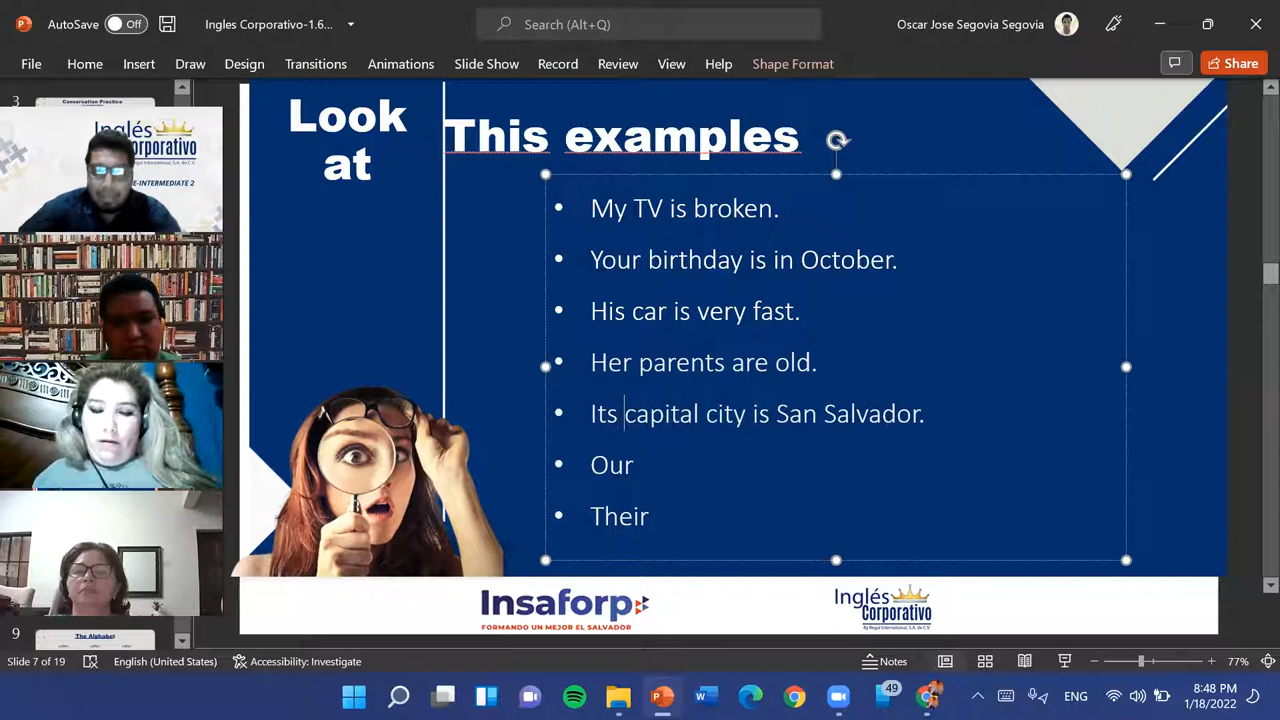 AutoSave Off Ingles Corporativo-1.6... Search (Alt+Q) Oscar Jose Segovia Segovia
File Home Insert Draw Design Transitions Animations Slide Show Record Review View Help Shape Format Share
3
Conversation Practice
Inglés
Corporativo
By Regal International, S.A. de C.V.
E-INTERMEDIATE 2
Look
at
This examples
• My TV is broken.
• Your birthday is in October.
• His car is very fast.
• Her parents are old.
• Its capital city is San Salvador.
• Our
• Their
Insaforp
FORMANDO UN MEJOR EL SALVADOR
Inglés
Corporativo
By Regal International, S.A. de C.V.
9
The Alphabet
Slide 7 of 19 English (United States) Accessibility: Investigate Notes 77%
49 ENG 8:48 PM
1/18/2022